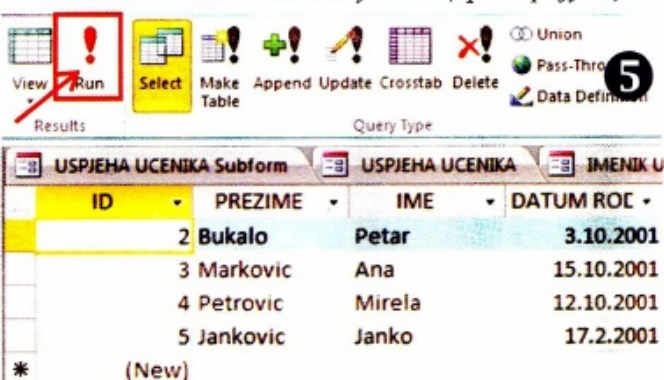 View Run Select Make Table Append Update Crosstab Delete Union
Pass-Thro
Data Definition
5
Results Query Type
USPJEHA UCENIKA Subform USPJEHA UCENIKA IMENIK U
ID PREZIME IME DATUM ROĐ
2 Bukalo Petar 3.10.2001
3 Markovic Ana 15.10.2001
4 Petrovic Mirela 12.10.2001
5 Jankovic Janko 17.2.2001
* (New)